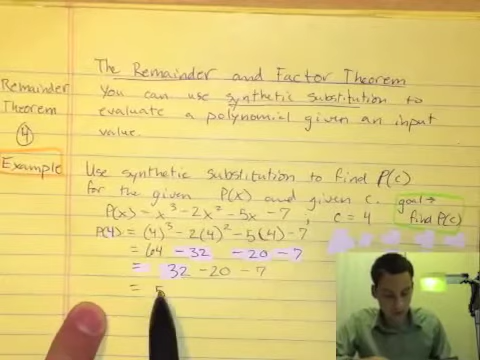 The Remainder and Factor Theorem
You can use synthetic substitution to
evaluate a polynomial given an input
value.
Remainder
Theorem
4
Example
Use synthetic substitution to find P(c)
for the given P(x) and given c.
goal→
find P(c)
P(x) = x³ - 2x² - 5x - 7 ; c = 4
P(4) = (4)³ - 2(4)² - 5(4) - 7
= 64 - 32 - 20 - 7
= 32 - 20 - 7
= 5